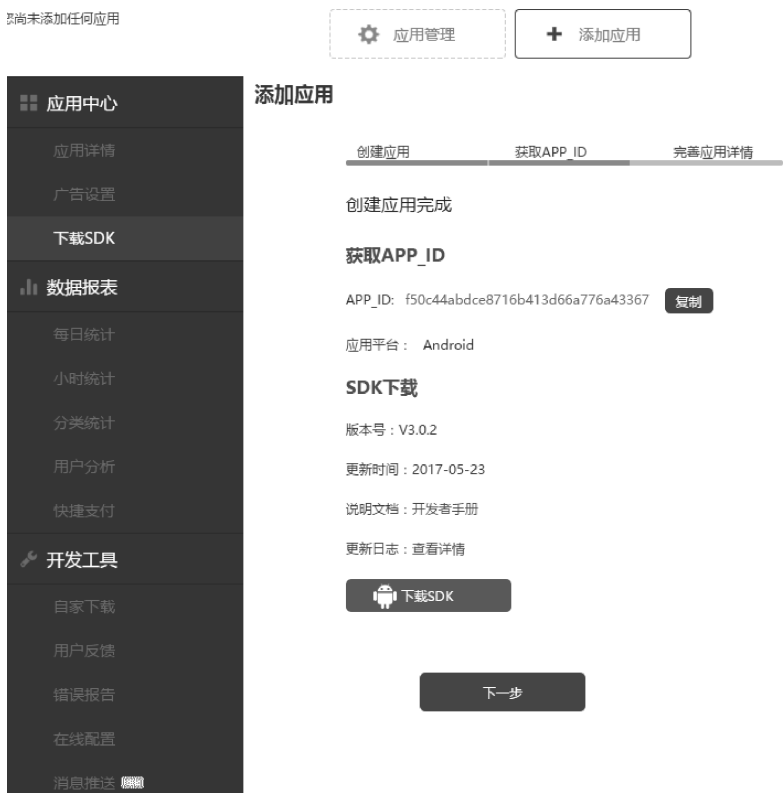 您尚未添加任何应用
应用管理
添加应用
应用中心
应用详情
广告设置
下载SDK
数据报表
每日统计
小时统计
分类统计
用户分析
快捷支付
开发工具
自家下载
用户反馈
错误报告
在线配置
消息推送
添加应用
创建应用 获取APP_ID 完善应用详情
创建应用完成
获取APP_ID
APP_ID: f50c44abdce8716b413d66a776a43367 复制
应用平台： Android
SDK下载
版本号：V3.0.2
更新时间：2017-05-23
说明文档：开发者手册
更新日志：查看详情
下载SDK
下一步